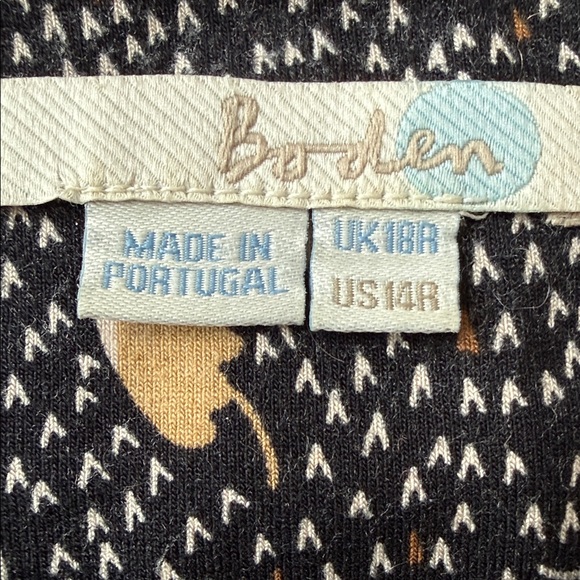 Boden
MADE IN
PORTUGAL
UK18R
US14R